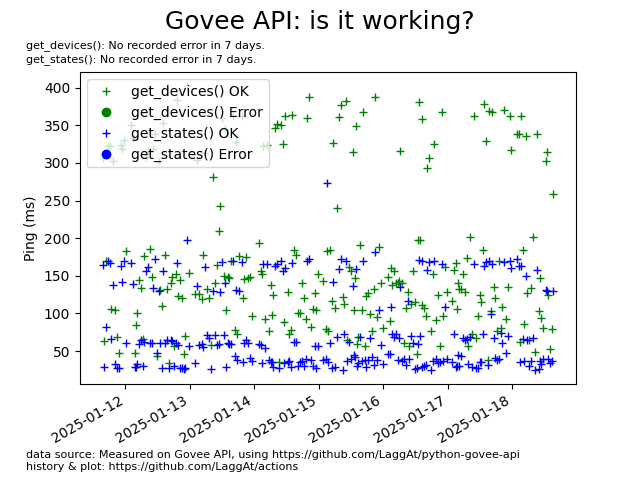 Govee API: is it working?
get_devices(): No recorded error in 7 days.
get_states(): No recorded error in 7 days.
get_devices() OK
get_devices() Error
get_states() OK
get_states() Error
Ping (ms)
400
350
300
250
200
150
100
50
2025-01-12
2025-01-13
2025-01-14
2025-01-15
2025-01-16
2025-01-17
2025-01-18
data source: Measured on Govee API, using https://github.com/LaggAt/python-govee-api
history & plot: https://github.com/LaggAt/actions